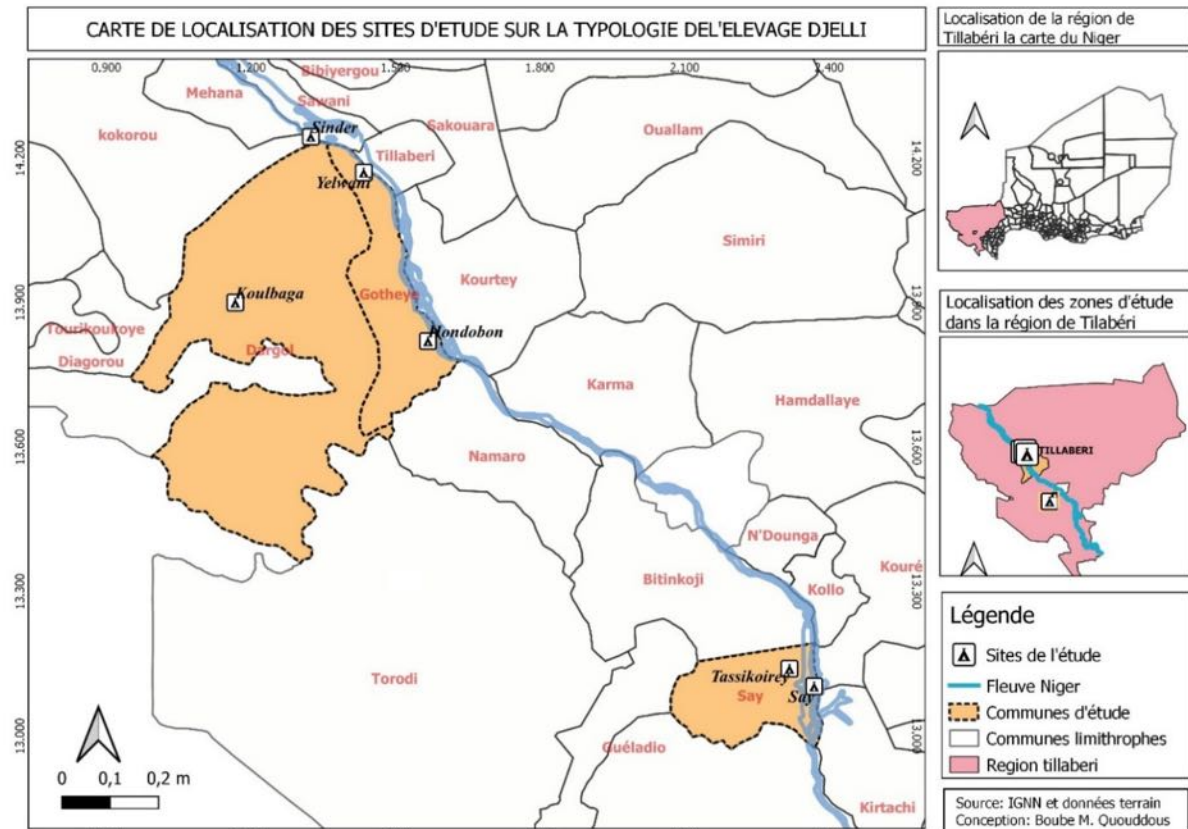 CARTE DE LOCALISATION DES SITES D'ETUDE SUR LA TYPOLOGIE DEL'ELEVAGE DJELLI
0.900
1.200
1.500
1.800
2.100
2.400
Bibiyergou
Mehana
Sawani
Sinder
kokorou
Sakouara
Ouallam
Tillaberi
14.200
14.200
Yelwani
Simiri
Kourtey
Koulbaga
Gotheye
13.900
13.900
Tourikoukoye
Hondobon
Diagorou
Dargol
Karma
Hamdallaye
13.600
13.600
Namaro
N'Dounga
Kouré
Bitinkoji
Kollo
13.300
13.300
Torodi
Tassikoirey
Say
Say
13.000
13.000
Guéladio
0 0,1 0,2 m
Kirtachi
Localisation de la région de
Tillabéri la carte du Niger
Localisation des zones d'étude
dans la région de Tilabéri
TILLABERI
Légende
Sites de l'étude
Fleuve Niger
Communes d'étude
Communes limithrophes
Region tillaberi
Source: IGNN et données terrain
Conception: Boube M. Quouddous